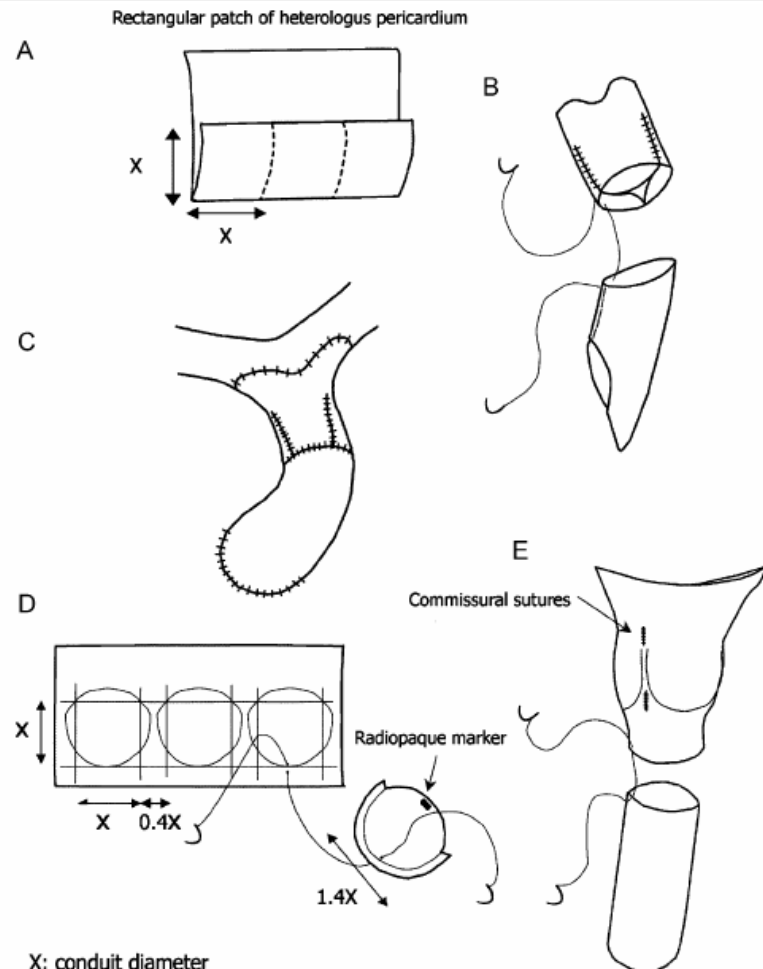 Rectangular patch of heterologus pericardium
A
X
X
B
C
D
X
X
0.4X
Radiopaque marker
1.4X
E
Commissural sutures
X: conduit diameter